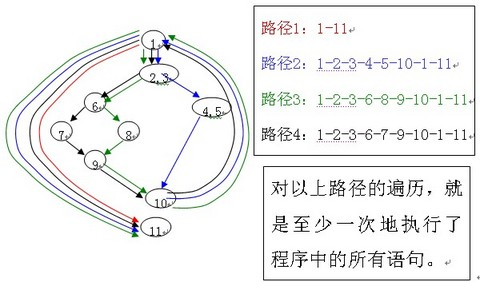 1
2,3
6
4,5
7
8
9
10
11
路径1：1-11
路径2：1-2-3-4-5-10-1-11
路径3：1-2-3-6-8-9-10-1-11
路径4：1-2-3-6-7-9-10-1-11
对以上路径的遍历，就
是至少一次地执行了
程序中的所有语句。